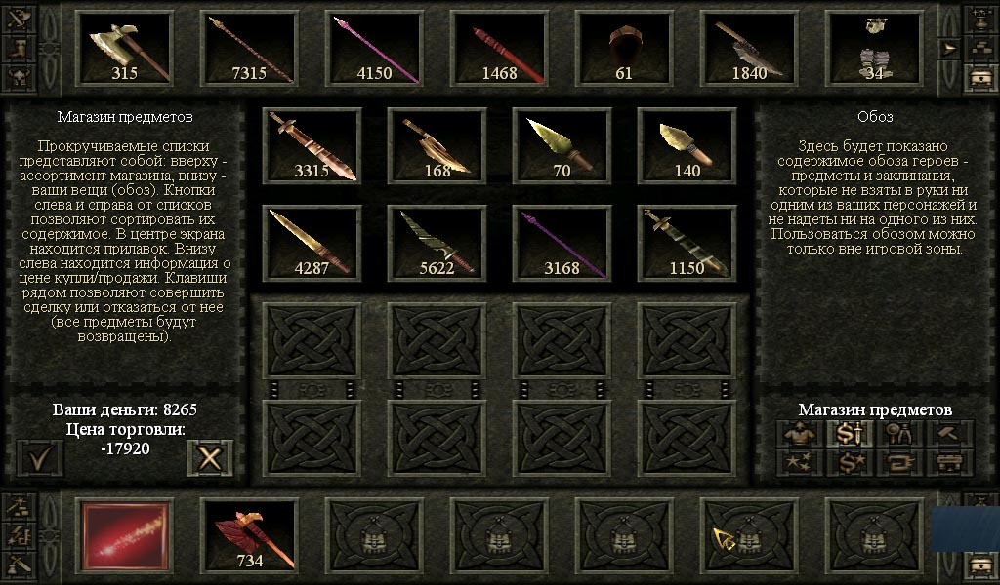 315
7315
4150
1468
61
1840
34
Магазин предметов
Прокручиваемые списки
представляют собой: вверху -
ассортимент магазина, внизу -
ваши вещи (обоз). Кнопки
слева и справа от списков
позволяют сортировать их
содержимое. В центре экрана
находится прилавок. Внизу
слева находится информация о
цене купли/продажи. Клавиши
рядом позволяют совершить
сделку или отказаться от нее
(все предметы будут
возвращены).
3315
168
70
140
4287
5622
3168
1150
Обоз
Здесь будет показано
содержимое обоза героев -
предметы и заклинания,
которые не взяты в руки ни
одним из ваших персонажей и
не надеты ни на одного из них.
Пользоваться обозом можно
только вне игровой зоны.
Ваши деньги: 8265
Цена торговли:
-17920
Магазин предметов
734